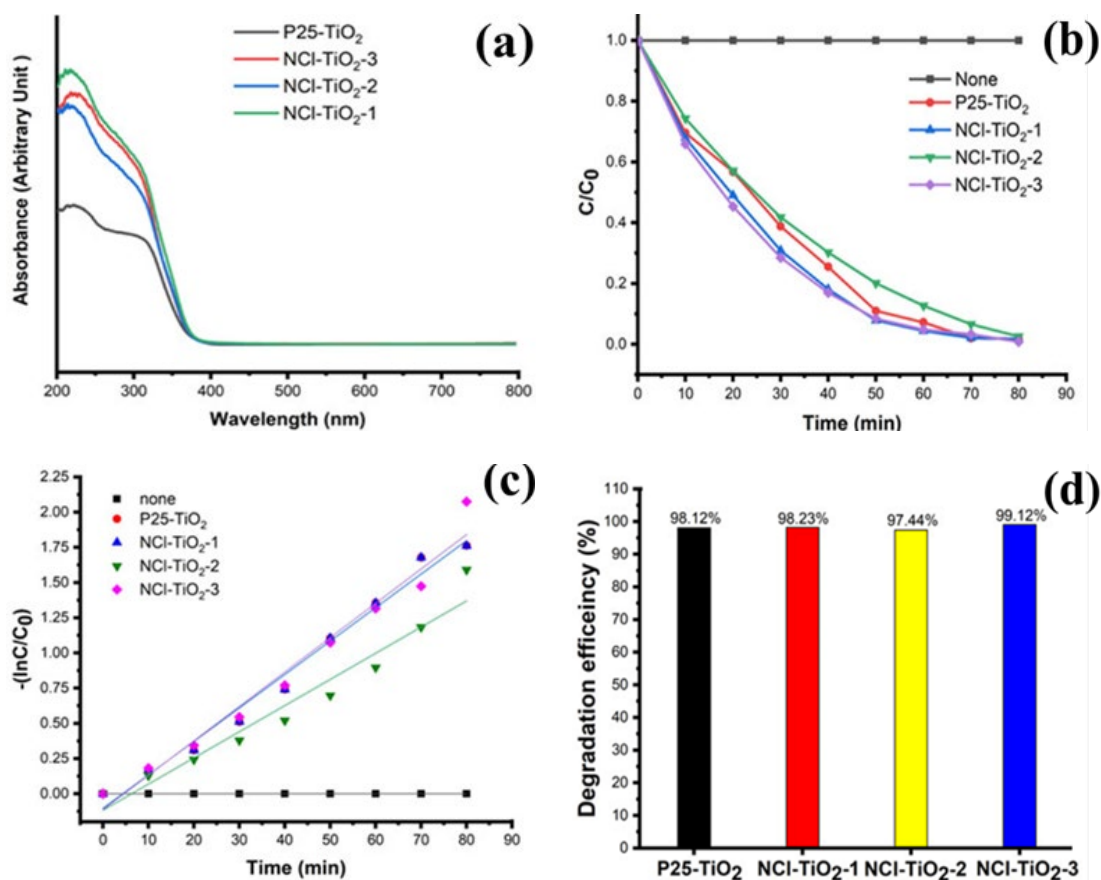 (a)
P25-TiO₂
NCl-TiO₂-3
NCl-TiO₂-2
NCl-TiO₂-1
Absorbance (Arbitrary Unit )
200 300 400 500 600 700 800
Wavelength (nm)
(b)
None
P25-TiO₂
NCl-TiO₂-1
NCl-TiO₂-2
NCl-TiO₂-3
C/C₀
1.0
0.8
0.6
0.4
0.2
0.0
0 10 20 30 40 50 60 70 80 90
Time (min)
(c)
none
P25-TiO₂
NCl-TiO₂-1
NCl-TiO₂-2
NCl-TiO₂-3
-(lnC/C₀)
2.25
2.00
1.75
1.50
1.25
1.00
0.75
0.50
0.25
0.00
0 10 20 30 40 50 60 70 80 90
Time (min)
(d)
Degradation efficeincy (%)
110
100
90
80
70
60
50
40
30
20
10
0
98.12% 98.23% 97.44% 99.12%
P25-TiO₂ NCl-TiO₂-1 NCl-TiO₂-2 NCl-TiO₂-3